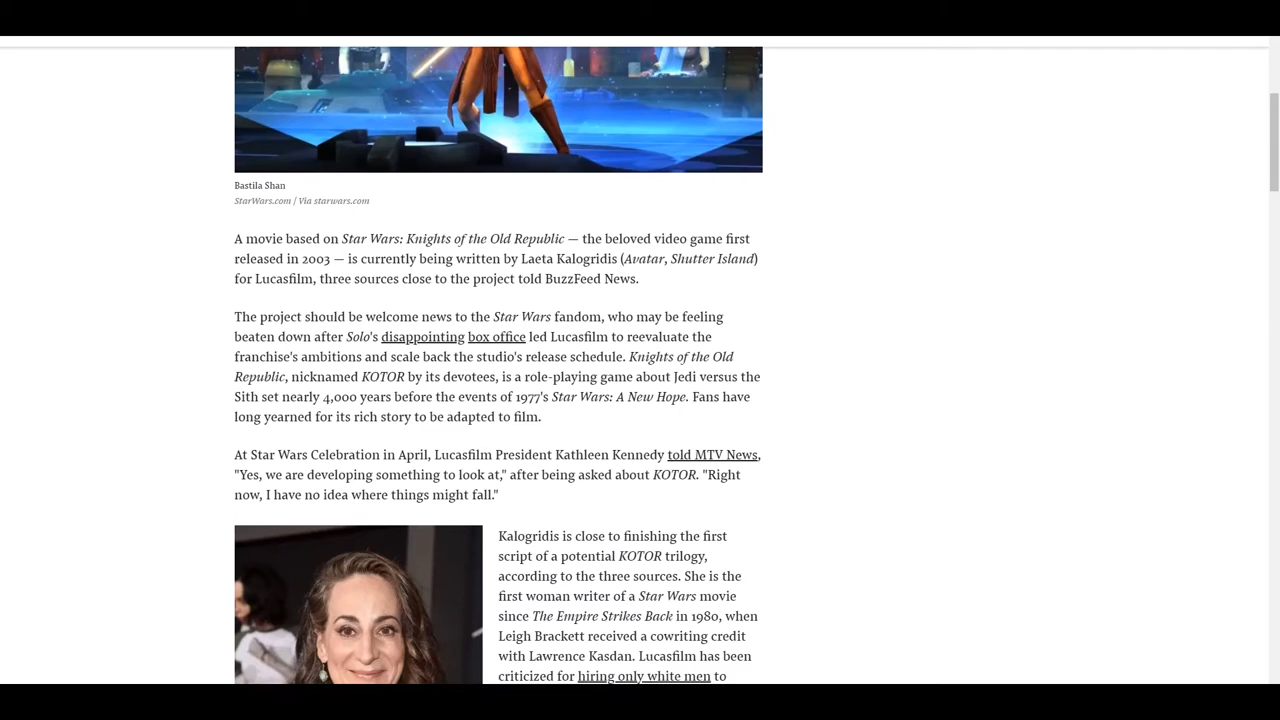 Bastila Shan
StarWars.com / Via starwars.com
A movie based on Star Wars: Knights of the Old Republic — the beloved video game first
released in 2003 — is currently being written by Laeta Kalogridis (Avatar, Shutter Island)
for Lucasfilm, three sources close to the project told BuzzFeed News.
The project should be welcome news to the Star Wars fandom, who may be feeling
beaten down after Solo's disappointing box office led Lucasfilm to reevaluate the
franchise's ambitions and scale back the studio's release schedule. Knights of the Old
Republic, nicknamed KOTOR by its devotees, is a role-playing game about Jedi versus the
Sith set nearly 4,000 years before the events of 1977's Star Wars: A New Hope. Fans have
long yearned for its rich story to be adapted to film.
At Star Wars Celebration in April, Lucasfilm President Kathleen Kennedy told MTV News,
"Yes, we are developing something to look at," after being asked about KOTOR. "Right
now, I have no idea where things might fall."
Kalogridis is close to finishing the first
script of a potential KOTOR trilogy,
according to the three sources. She is the
first woman writer of a Star Wars movie
since The Empire Strikes Back in 1980, when
Leigh Brackett received a cowriting credit
with Lawrence Kasdan. Lucasfilm has been
criticized for hiring only white men to